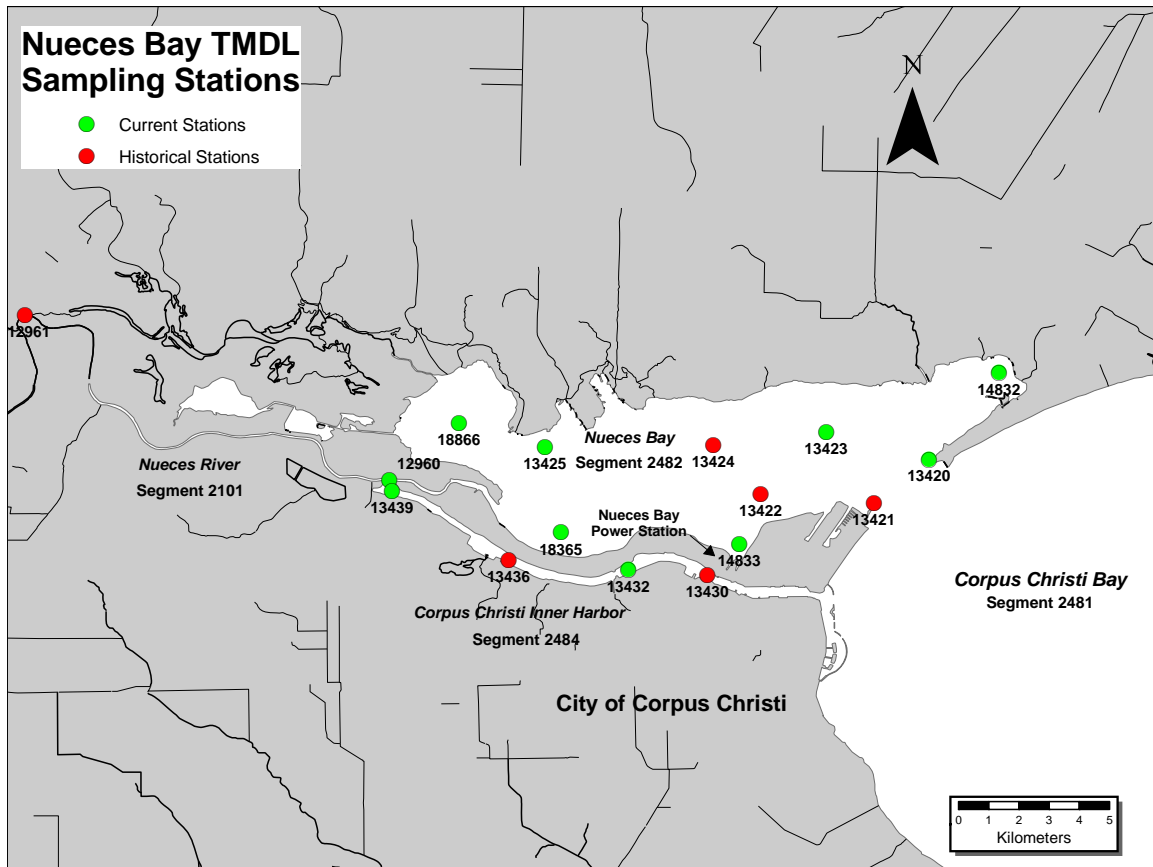 Nueces Bay TMDL
Sampling Stations
Current Stations
Historical Stations
N
12961
14832
18866
13425
Nueces Bay
Segment 2482
13424
13423
13420
12960
Nueces River
Segment 2101
13439
13422
13421
Nueces Bay
Power Station
18365
14833
13436
13432
13430
Corpus Christi Bay
Segment 2481
Corpus Christi Inner Harbor
Segment 2484
City of Corpus Christi
0 1 2 3 4 5
Kilometers